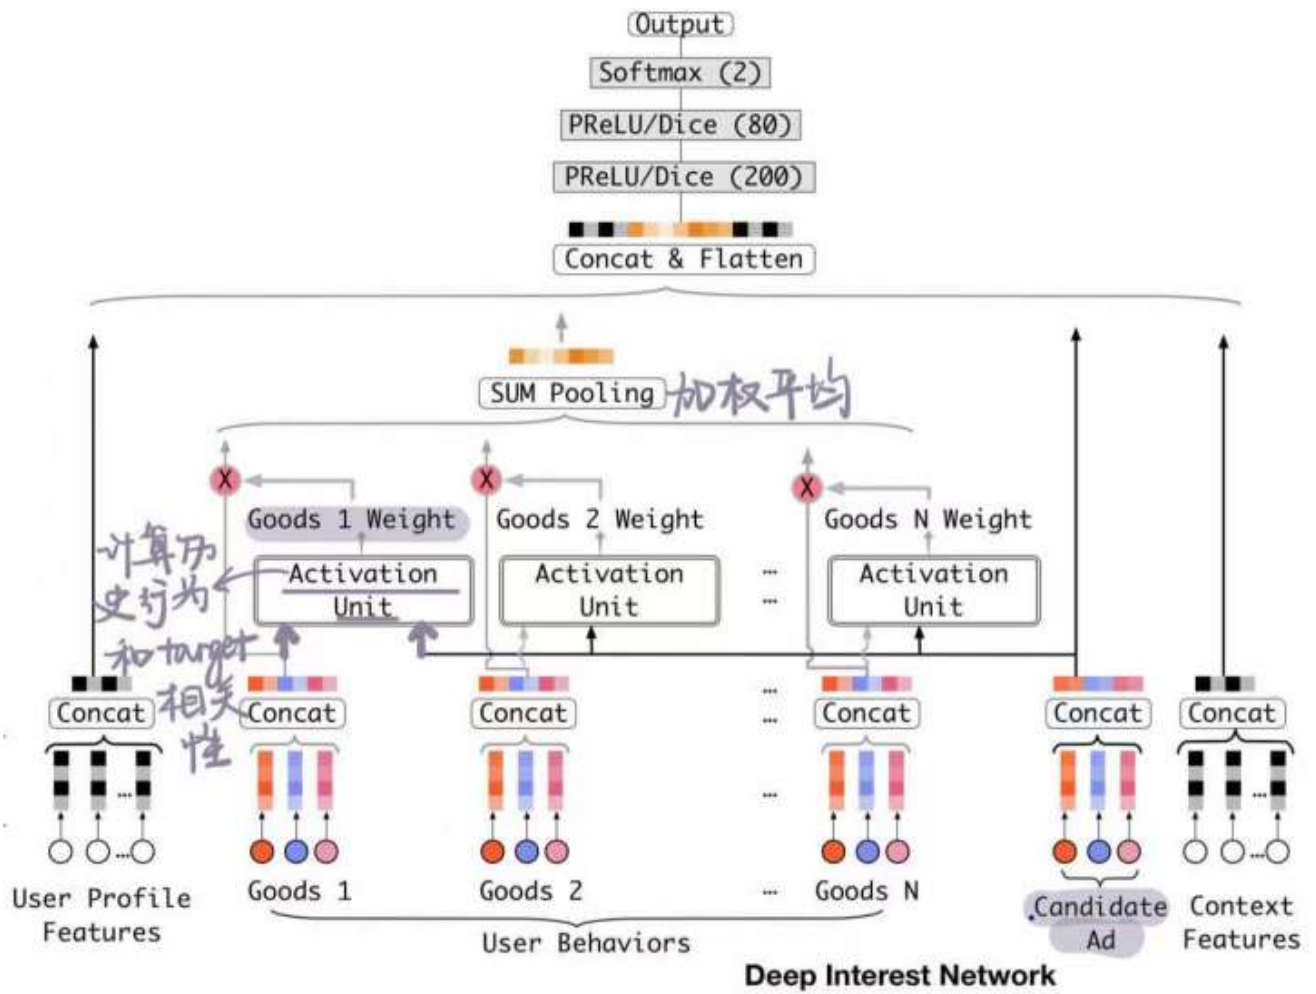 Output
Softmax (2)
PReLU/Dice (80)
PReLU/Dice (200)
Concat & Flatten
SUM Pooling
加权平均
X
X
X
Goods 1 Weight
Goods 2 Weight
Goods N Weight
计算历
史行为
和target
相关
性
Activation
Unit
Activation
Unit
...
...
Activation
Unit
Concat
Concat
Concat
...
...
Concat
Concat
Concat
...
...
...
...
...
User Profile
Features
Goods 1
Goods 2
...
Goods N
User Behaviors
Candidate
Ad
Context
Features
Deep Interest Network